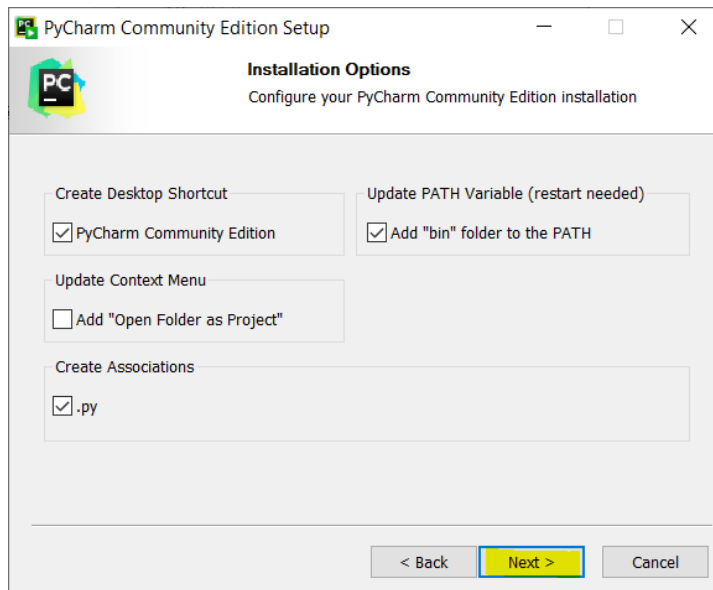 PyCharm Community Edition Setup
PC
Installation Options
Configure your PyCharm Community Edition installation
Create Desktop Shortcut
PyCharm Community Edition
Update PATH Variable (restart needed)
Add "bin" folder to the PATH
Update Context Menu
Add "Open Folder as Project"
Create Associations
.py
< Back
Next >
Cancel